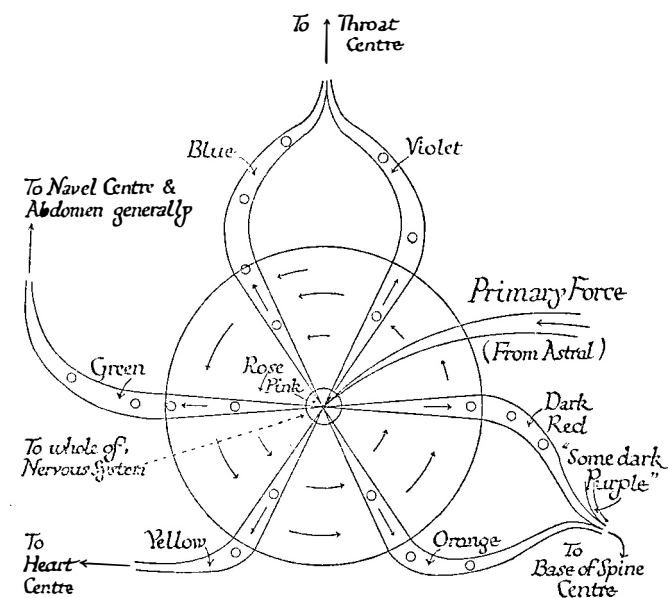 To Throat
Centre
Blue
Violet
To Navel Centre &
Abdomen generally
Primary Force
(From Astral)
Rose
Pink
Green
Dark
Red
To whole of,
Nervous System
"Some dark
Purple"
To
Heart
Centre
Yellow
Orange
To
Base of Spine
Centre